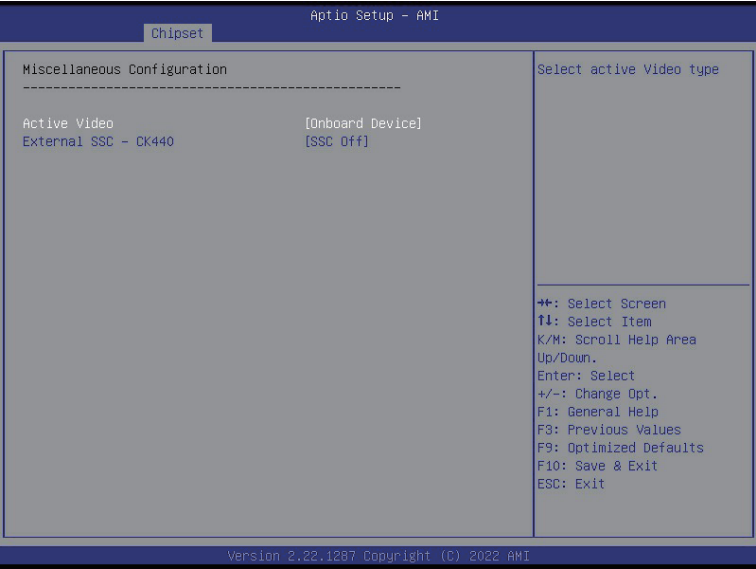 Aptio Setup – AMI
Chipset
Miscellaneous Configuration
--------------------------------------------------
Active Video [Onboard Device]
External SSC – CK440 [SSC Off]
Select active Video type
→←: Select Screen
↑↓: Select Item
K/M: Scroll Help Area
Up/Down.
Enter: Select
+/-: Change Opt.
F1: General Help
F3: Previous Values
F9: Optimized Defaults
F10: Save & Exit
ESC: Exit
Version 2.22.1287 Copyright (C) 2022 AMI